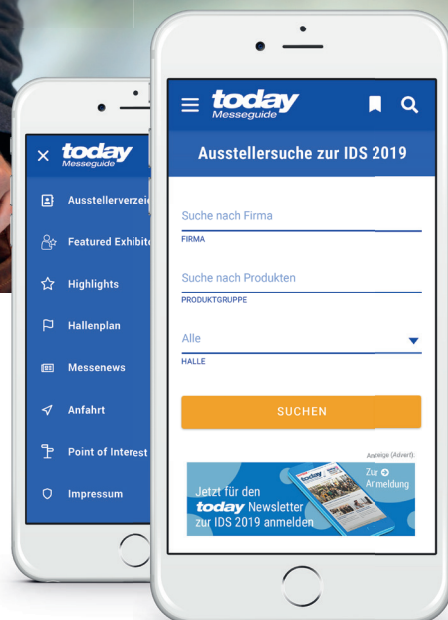 today
Messeguide
Featured Exhibit
Highlights
Hallenplan
Messenews
Anfahrt
Point of Interest
Impressum
today
Messeguide
Ausstellersuche zur IDS 2019
Suche nach Firma
FIRMA
Suche nach Produkten
PRODUKTGRUPPE
Alle
HALLE
SUCHEN
Anzeige (Advert).
Jetzt für den
today Newsletter
zur IDS 2019 anmelden
Zur
Anmeldung